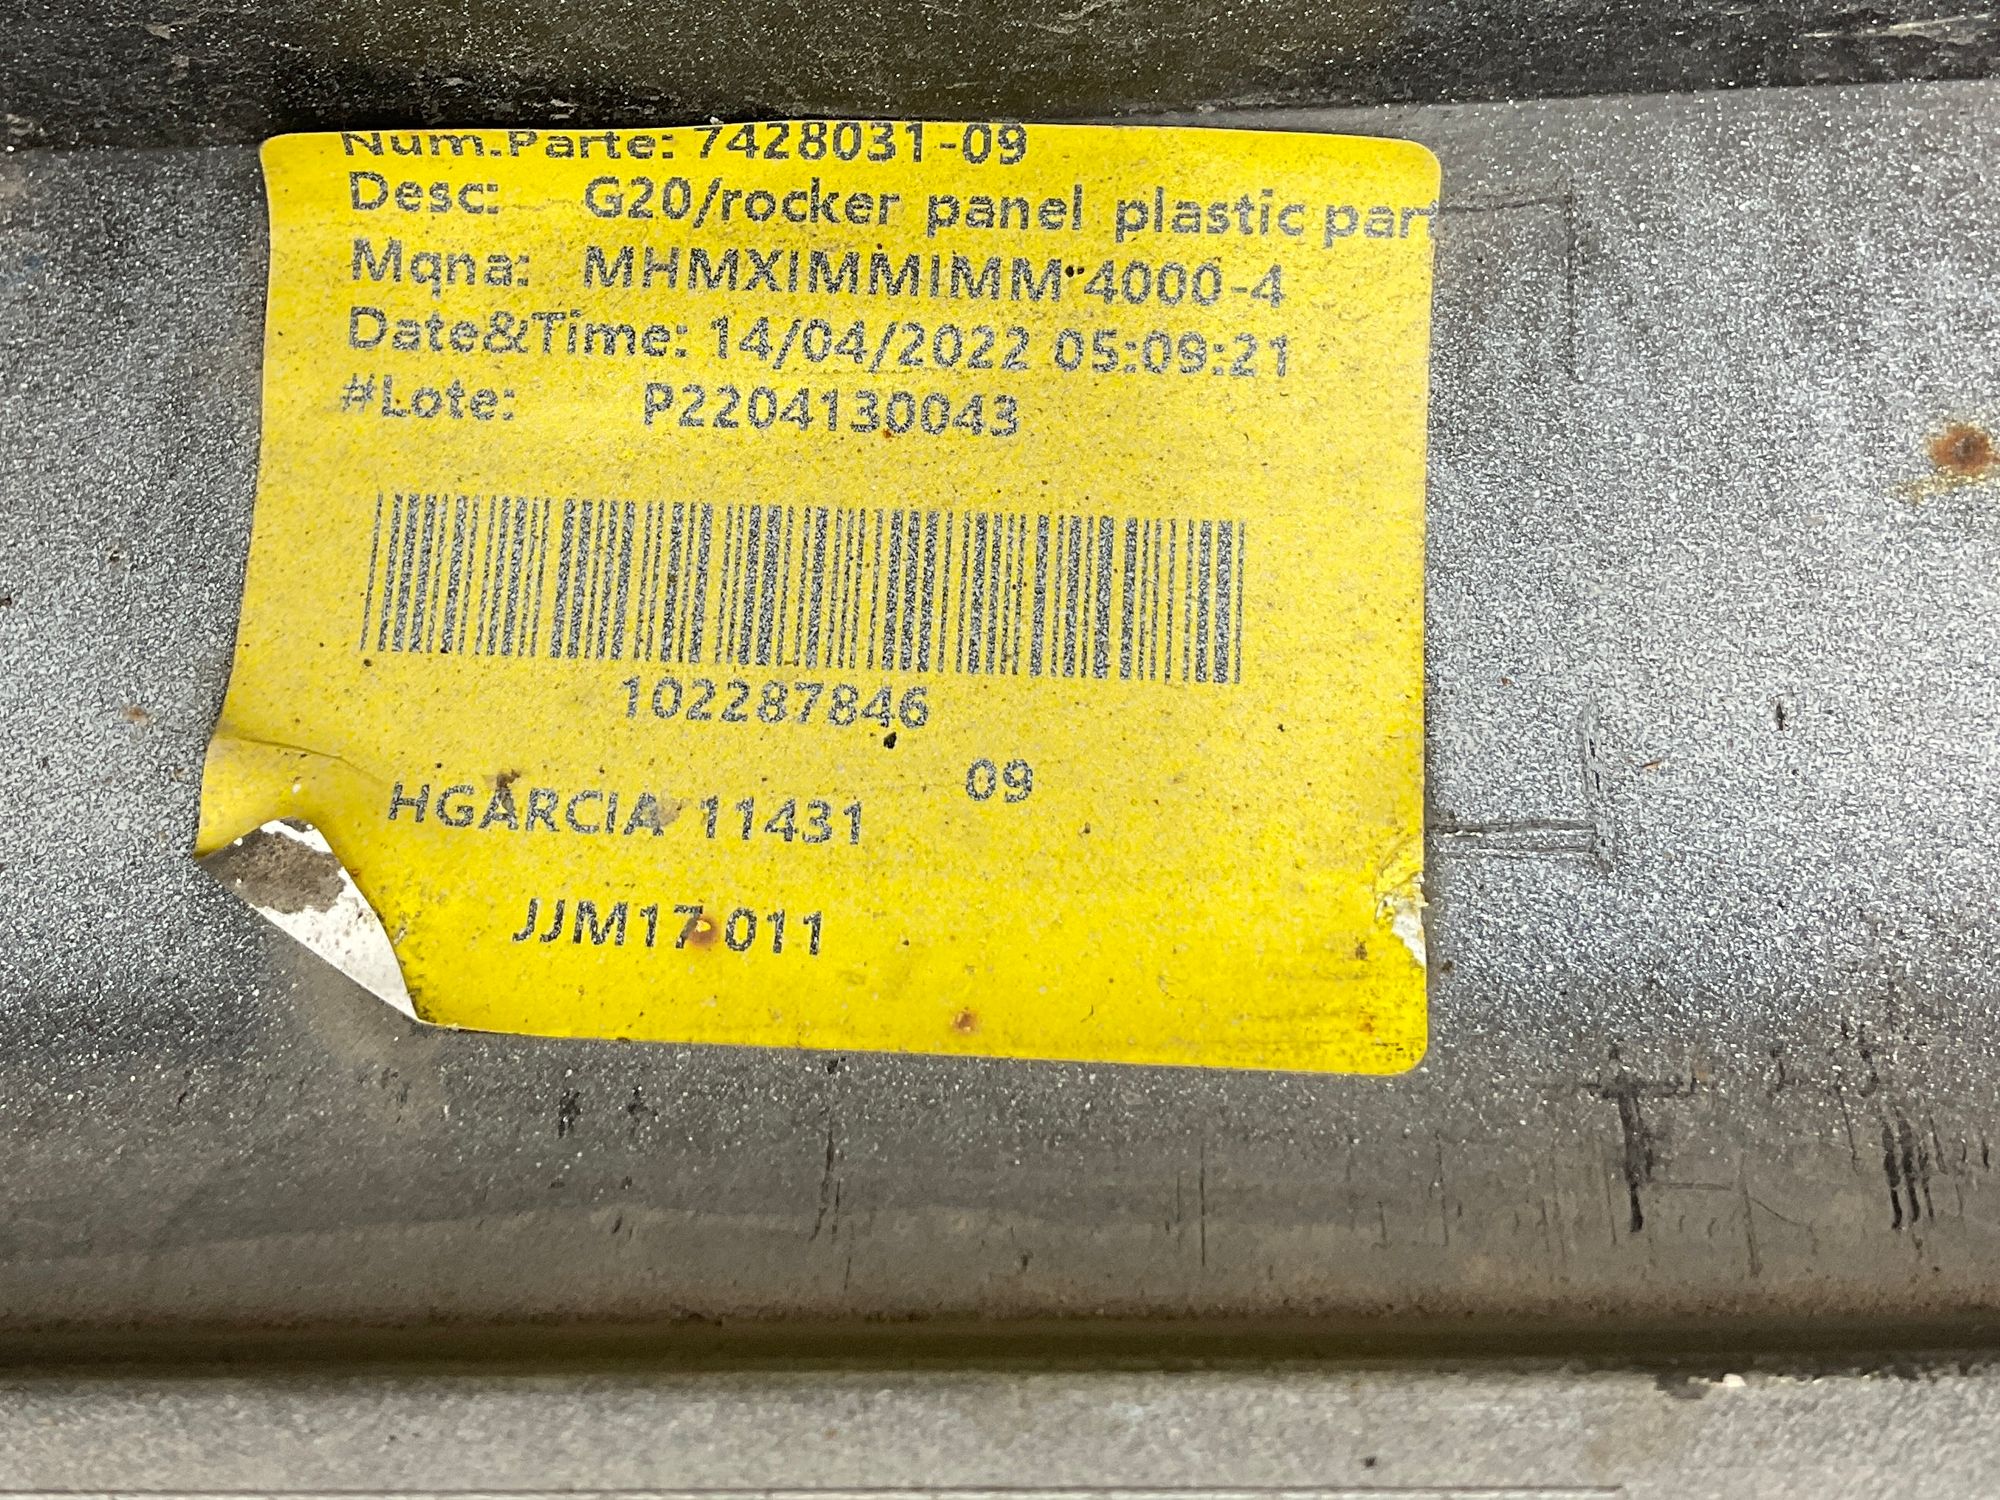 Num.Parte: 7428031-09
Desc: G20/rocker panel plastic part
Mqna: MHMXIMMIMM 4000-4
Date&Time: 14/04/2022 05:09:21
#Lote: P2204130043
102287846
09
HGARCIA 11431
JJM17 011